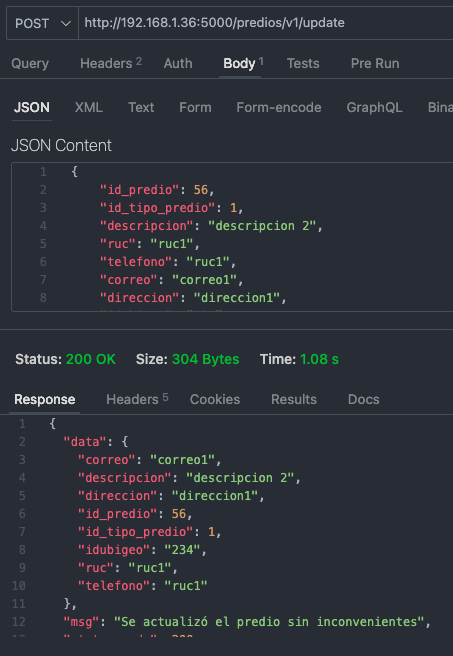 POST http://192.168.1.36:5000/predios/v1/update
Query Headers 2 Auth Body 1 Tests Pre Run
JSON XML Text Form Form-encode GraphQL Bina
JSON Content
1 {
2 "id_predio": 56,
3 "id_tipo_predio": 1,
4 "descripcion": "descripcion 2",
5 "ruc": "ruc1",
6 "telefono": "ruc1",
7 "correo": "correo1",
8 "direccion": "direccion1",
Status: 200 OK Size: 304 Bytes Time: 1.08 s
Response Headers 5 Cookies Results Docs
1 {
2 "data": {
3 "correo": "correo1",
4 "descripcion": "descripcion 2",
5 "direccion": "direccion1",
6 "id_predio": 56,
7 "id_tipo_predio": 1,
8 "idubigeo": "234",
9 "ruc": "ruc1",
10 "telefono": "ruc1"
11 },
12 "msg": "Se actualizó el predio sin inconvenientes",